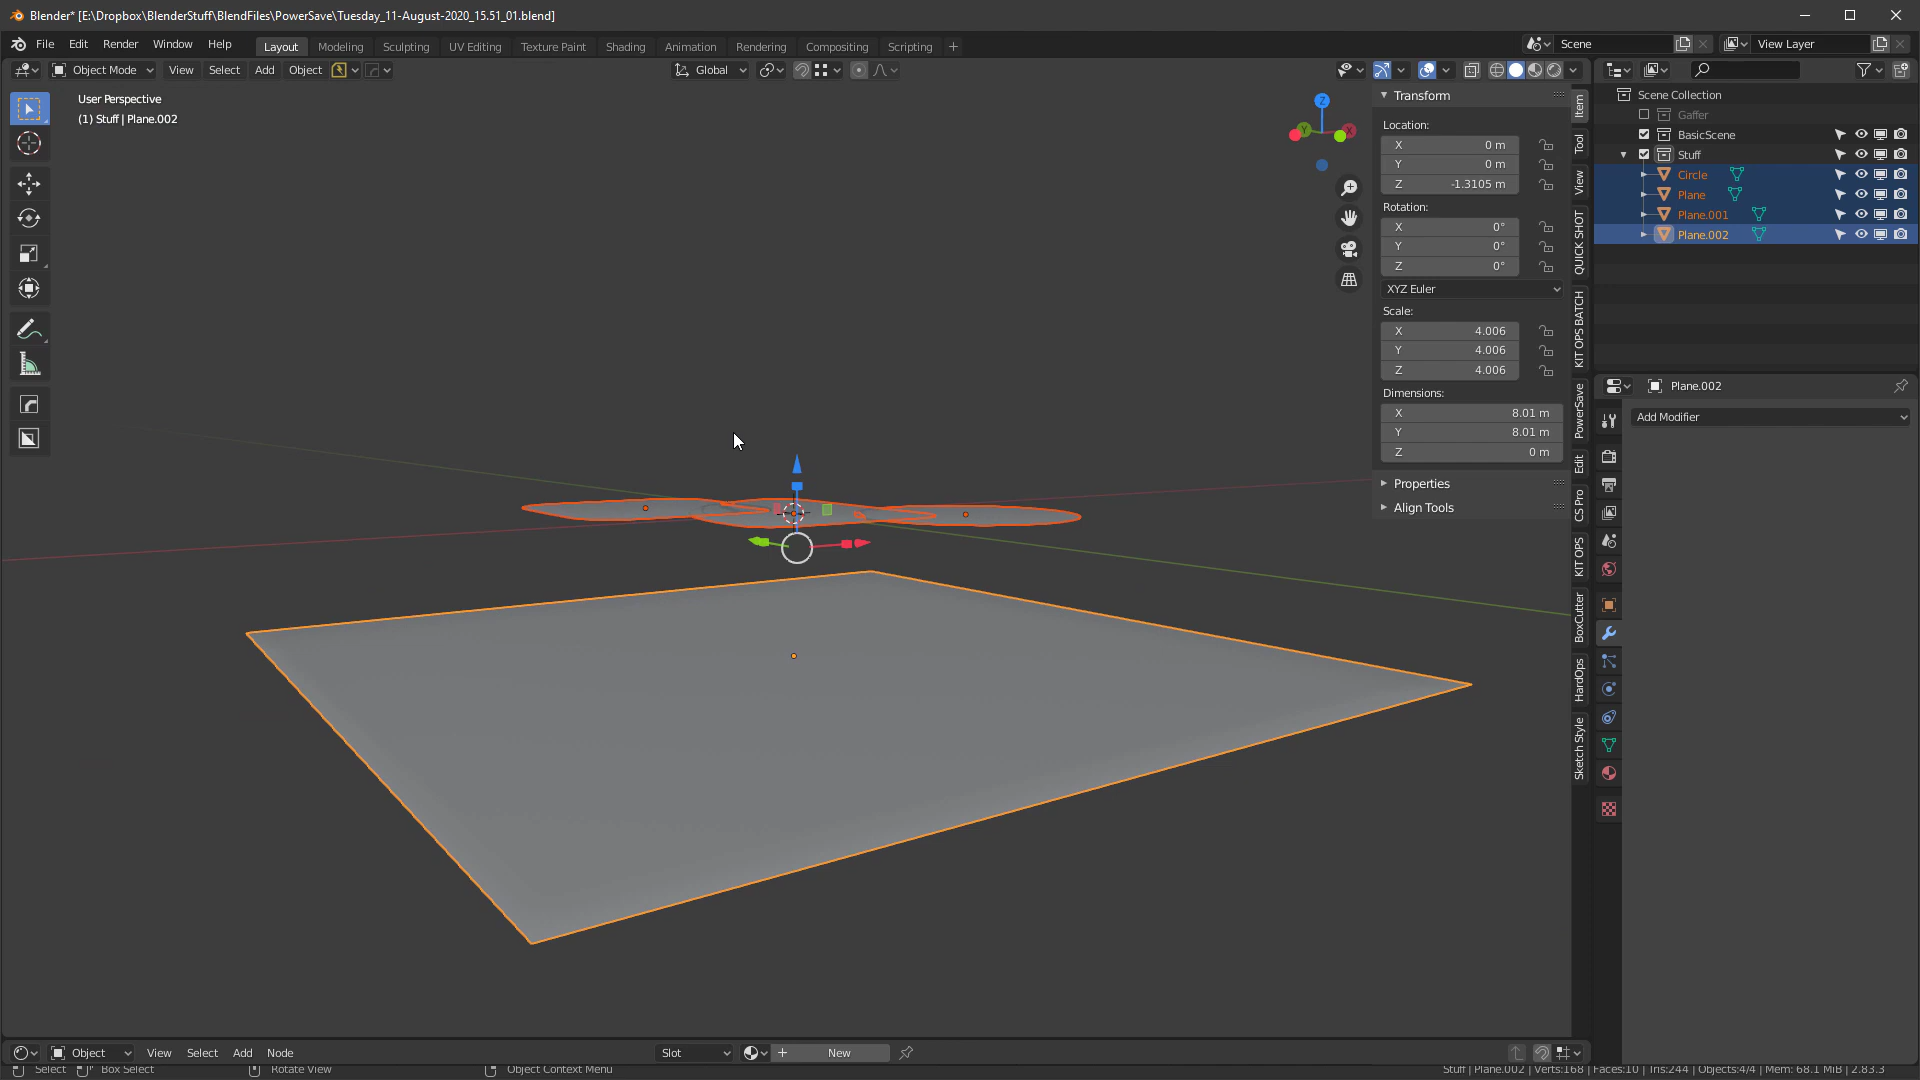 Blender* [E:\Dropbox\BlenderStuff\BlendFiles\PowerSave\Tuesday_11-August-2020_15.51_01.blend]
File Edit Render Window Help Layout Modeling Sculpting UV Editing Texture Paint Shading Animation Rendering Compositing Scripting + Scene View Layer
Object Mode View Select Add Object Global
User Perspective
(1) Stuff | Plane.002
Z
Y
X
Transform
Location:
X 0 m
Y 0 m
Z -1.3105 m
Rotation:
X 0°
Y 0°
Z 0°
XYZ Euler
Scale:
X 4.006
Y 4.006
Z 4.006
Dimensions:
X 8.01 m
Y 8.01 m
Z 0 m
Properties
Align Tools
Item
Tool
View
QUICK SHOT
KIT OPS BATCH
PowerSave
Edit
CS Pro
KIT OPS
BoxCutter
HardOps
Sketch Style
Scene Collection
Gaffer
BasicScene
Stuff
Circle
Plane
Plane.001
Plane.002
Plane.002
Add Modifier
Object View Select Add Node Slot + New
Select Box Select Rotate View Object Context Menu Stuff | Plane.002 | Verts:168 | Faces:10 | Tris:244 | Objects:4/4 | Mem: 68.1 MiB | 2.83.3